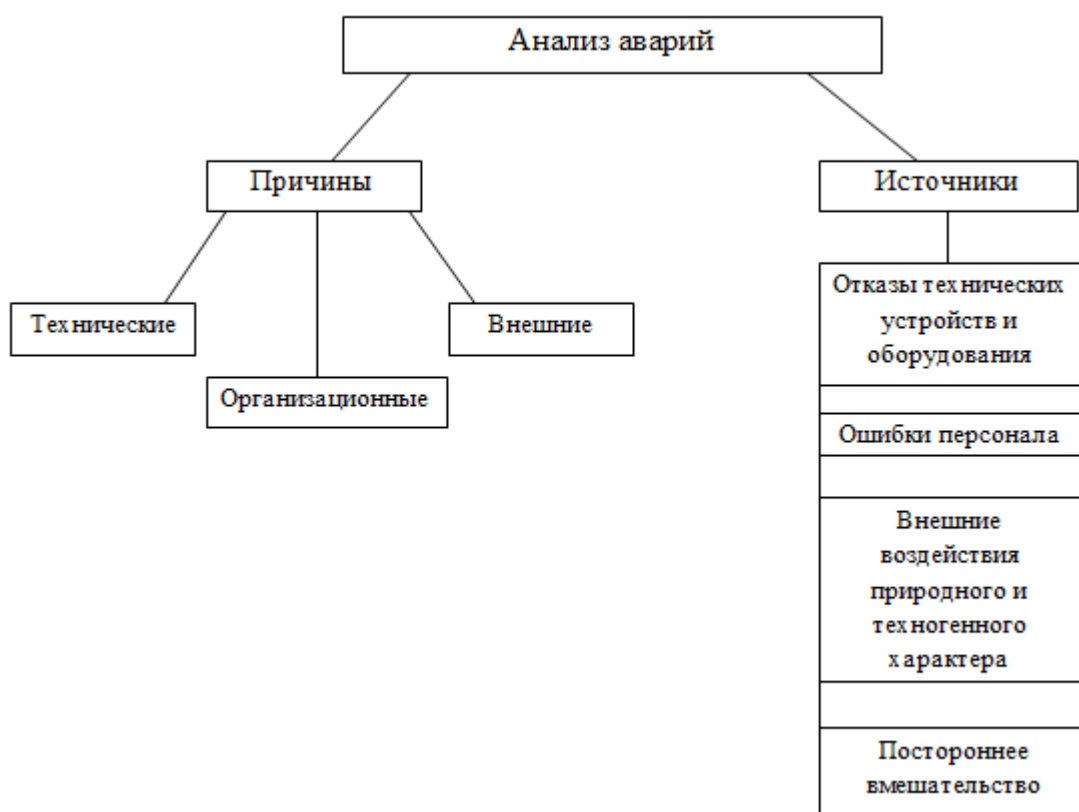 Анализ аварий
Причины
Источники
Технические
Организационные
Внешние
Отказы технических
устройств и
оборудования
Ошибки персонала
Внешние
воздействия
природного и
техногенного
характера
Постороннее
вмешательство